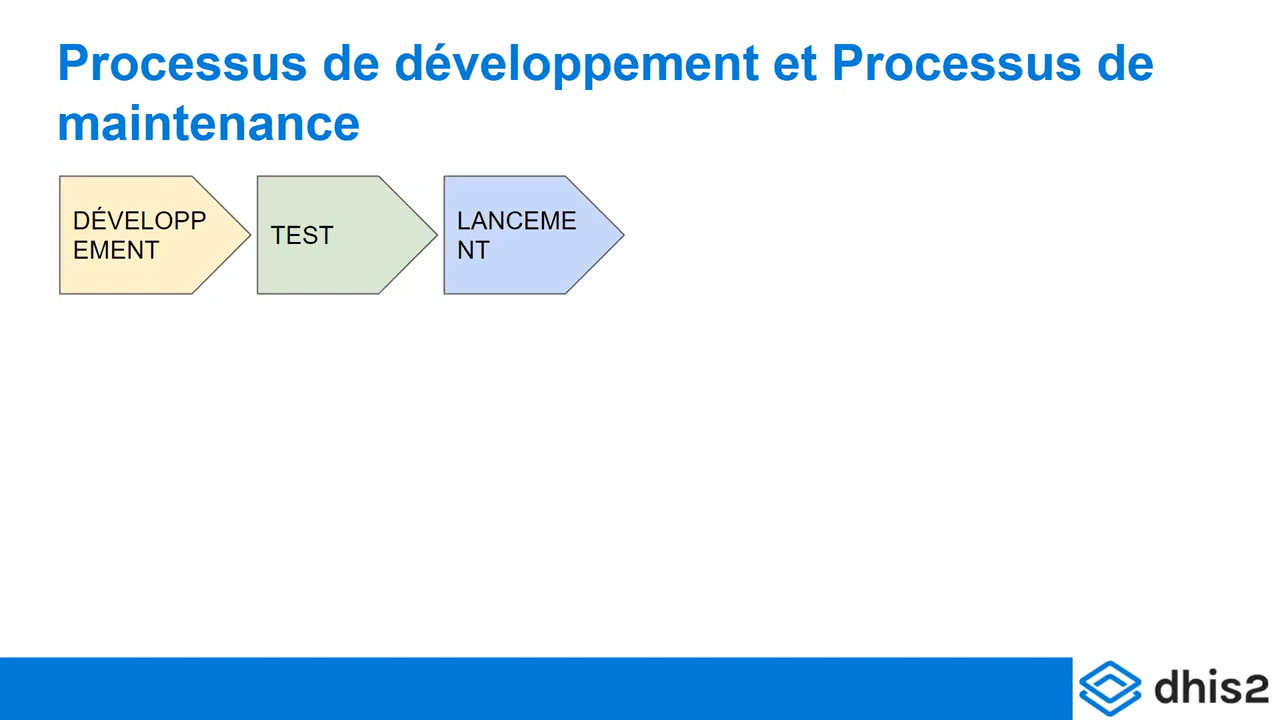 Processus de développement et Processus de
maintenance
DÉVELOPP
EMENT
TEST
LANCEME
NT
dhis2